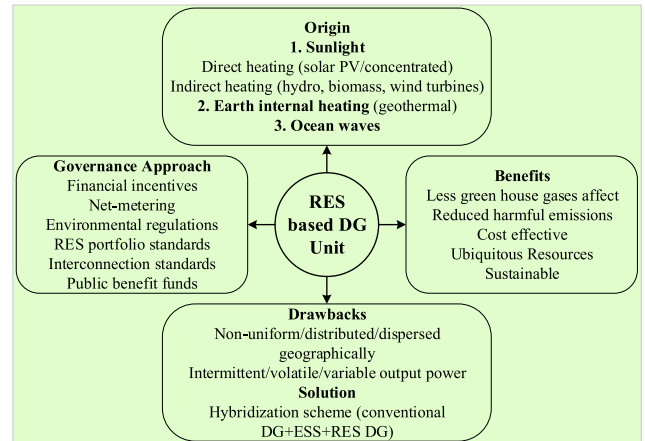 Origin
1. Sunlight
Direct heating (solar PV/concentrated)
Indirect heating (hydro, biomass, wind turbines)
2. Earth internal heating (geothermal)
3. Ocean waves
Governance Approach
Financial incentives
Net-metering
Environmental regulations
RES portfolio standards
Interconnection standards
Public benefit funds
RES
based DG
Unit
Benefits
Less green house gases affect
Reduced harmful emissions
Cost effective
Ubiquitous Resources
Sustainable
Drawbacks
Non-uniform/distributed/dispersed
geographically
Intermittent/volatile/variable output power
Solution
Hybridization scheme (conventional
DG+ESS+RES DG)